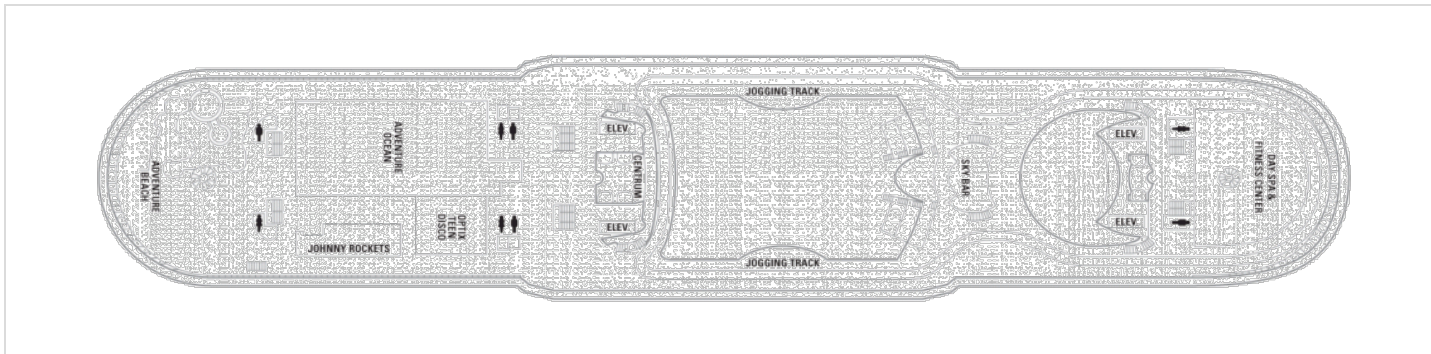 ADVENTURE
BEACH
ADVENTURE
OCEAN
JOHNNY ROCKETS
OPTIX
TEEN
DISCO
ELEV.
CENTRUM
ELEV.
JOGGING TRACK
JOGGING TRACK
SKY BAR
ELEV.
ELEV.
DAY SPA &
FITNESS CENTER